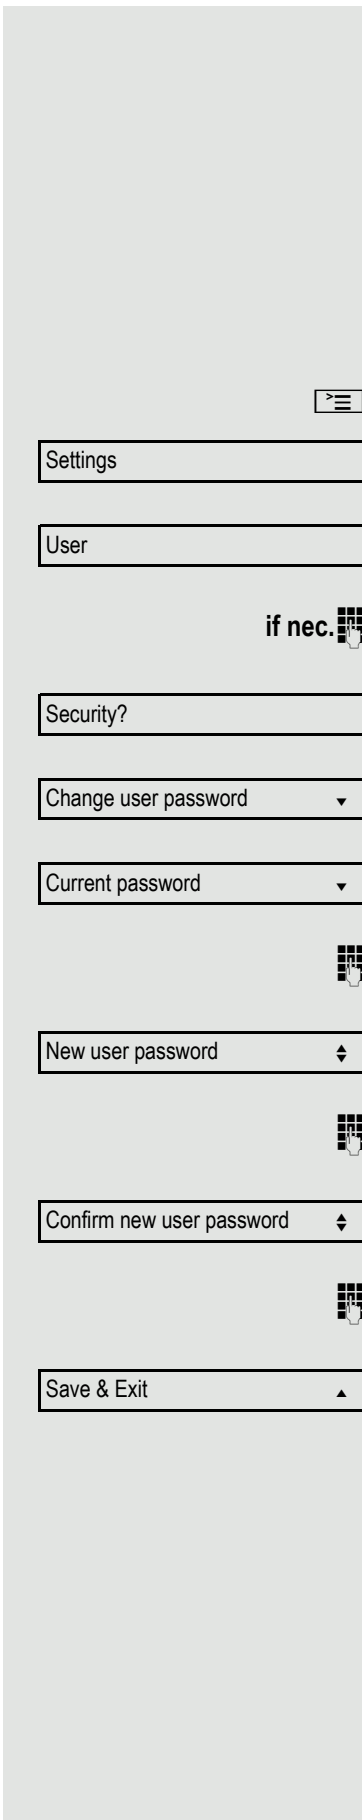 Settings
User
if nec.
Security?
Change user password
Current password
New user password
Confirm new user password
Save & Exit